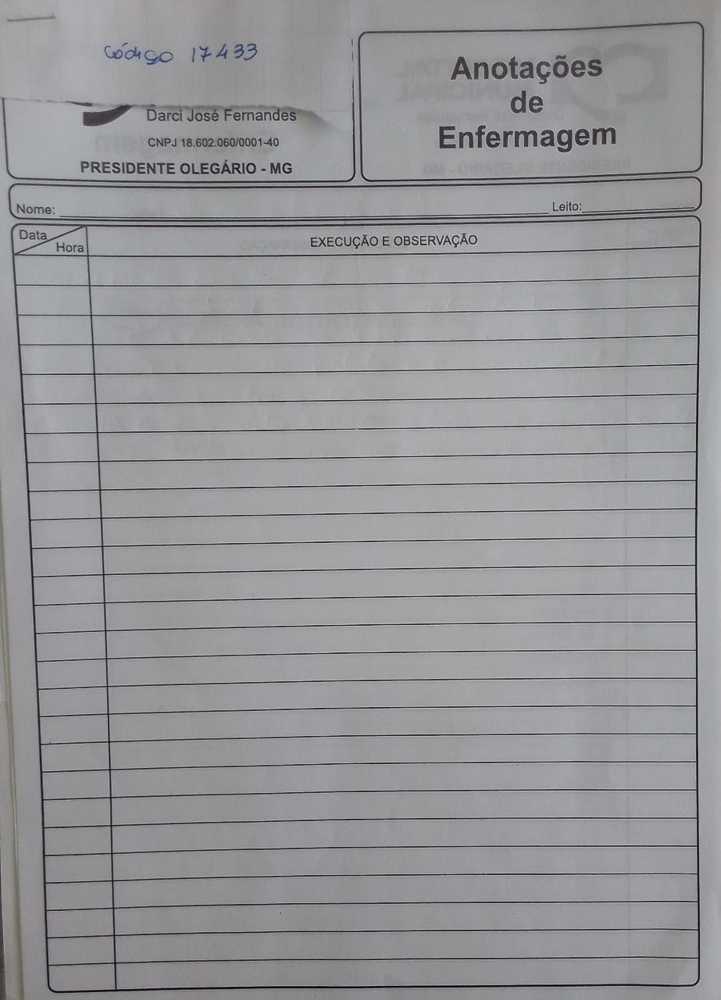 Código 17433
Darci José Fernandes
CNPJ 18.602.060/0001-40
PRESIDENTE OLEGÁRIO - MG
Anotações
de
Enfermagem
Nome: Leito:
Data
Hora
EXECUÇÃO E OBSERVAÇÃO